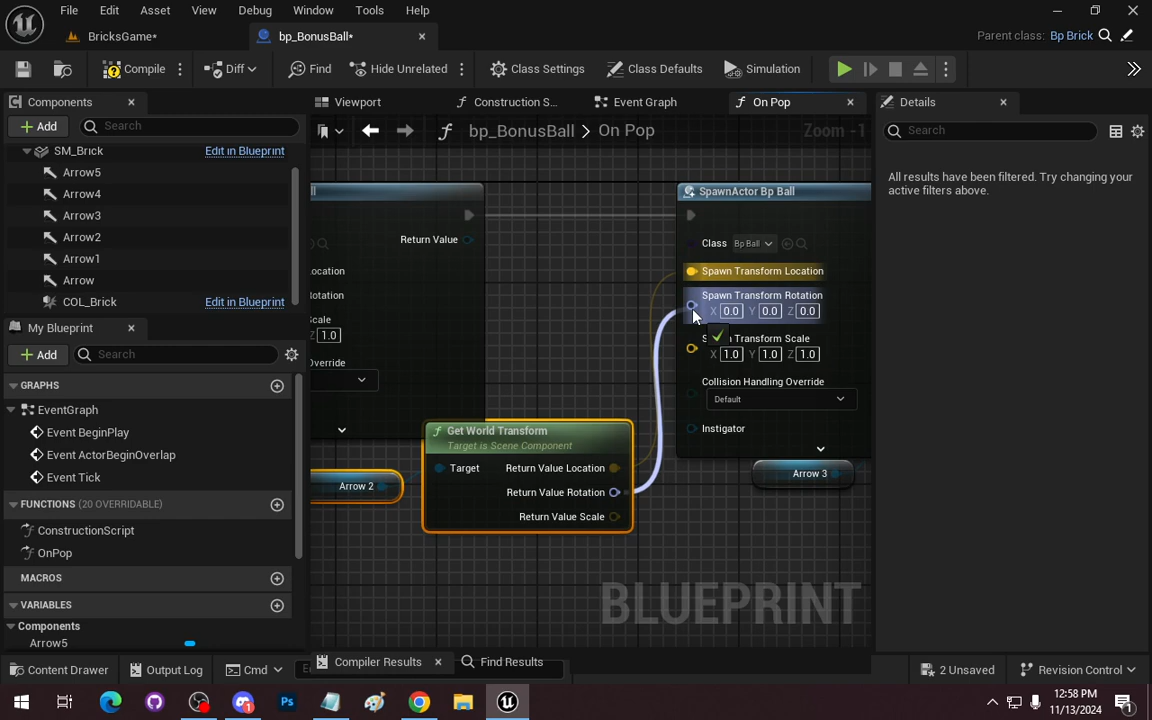 File Edit Asset View Debug Window Tools Help
BricksGame*
bp_BonusBall*
Parent class: Bp Brick
Compile
Diff
Find
Hide Unrelated
Class Settings
Class Defaults
Simulation
Components
Viewport
Construction S...
Event Graph
On Pop
Details
Add
Search
bp_BonusBall > On Pop
Zoom -1
Search
SM_Brick Edit in Blueprint
Arrow5
Arrow4
Arrow3
Arrow2
Arrow1
Arrow
COL_Brick Edit in Blueprint
All results have been filtered. Try changing your
active filters above.
My Blueprint
Add
Search
GRAPHS
EventGraph
Event BeginPlay
Event ActorBeginOverlap
Event Tick
FUNCTIONS (20 OVERRIDABLE)
ConstructionScript
OnPop
MACROS
VARIABLES
Components
Arrow5
Return Value
Z 1.0
SpawnActor Bp Ball
Class Bp Ball
Spawn Transform Location
Spawn Transform Rotation
X 0.0 Y 0.0 Z 0.0
Transform Scale
X 1.0 Y 1.0 Z 1.0
Collision Handling Override
Default
Instigator
Get World Transform
Target is Scene Component
Target Return Value Location
Return Value Rotation
Return Value Scale
Arrow 2
Arrow 3
BLUEPRINT
Compiler Results
Find Results
Content Drawer
Output Log
Cmd
2 Unsaved
Revision Control
12:58 PM
11/13/2024
1